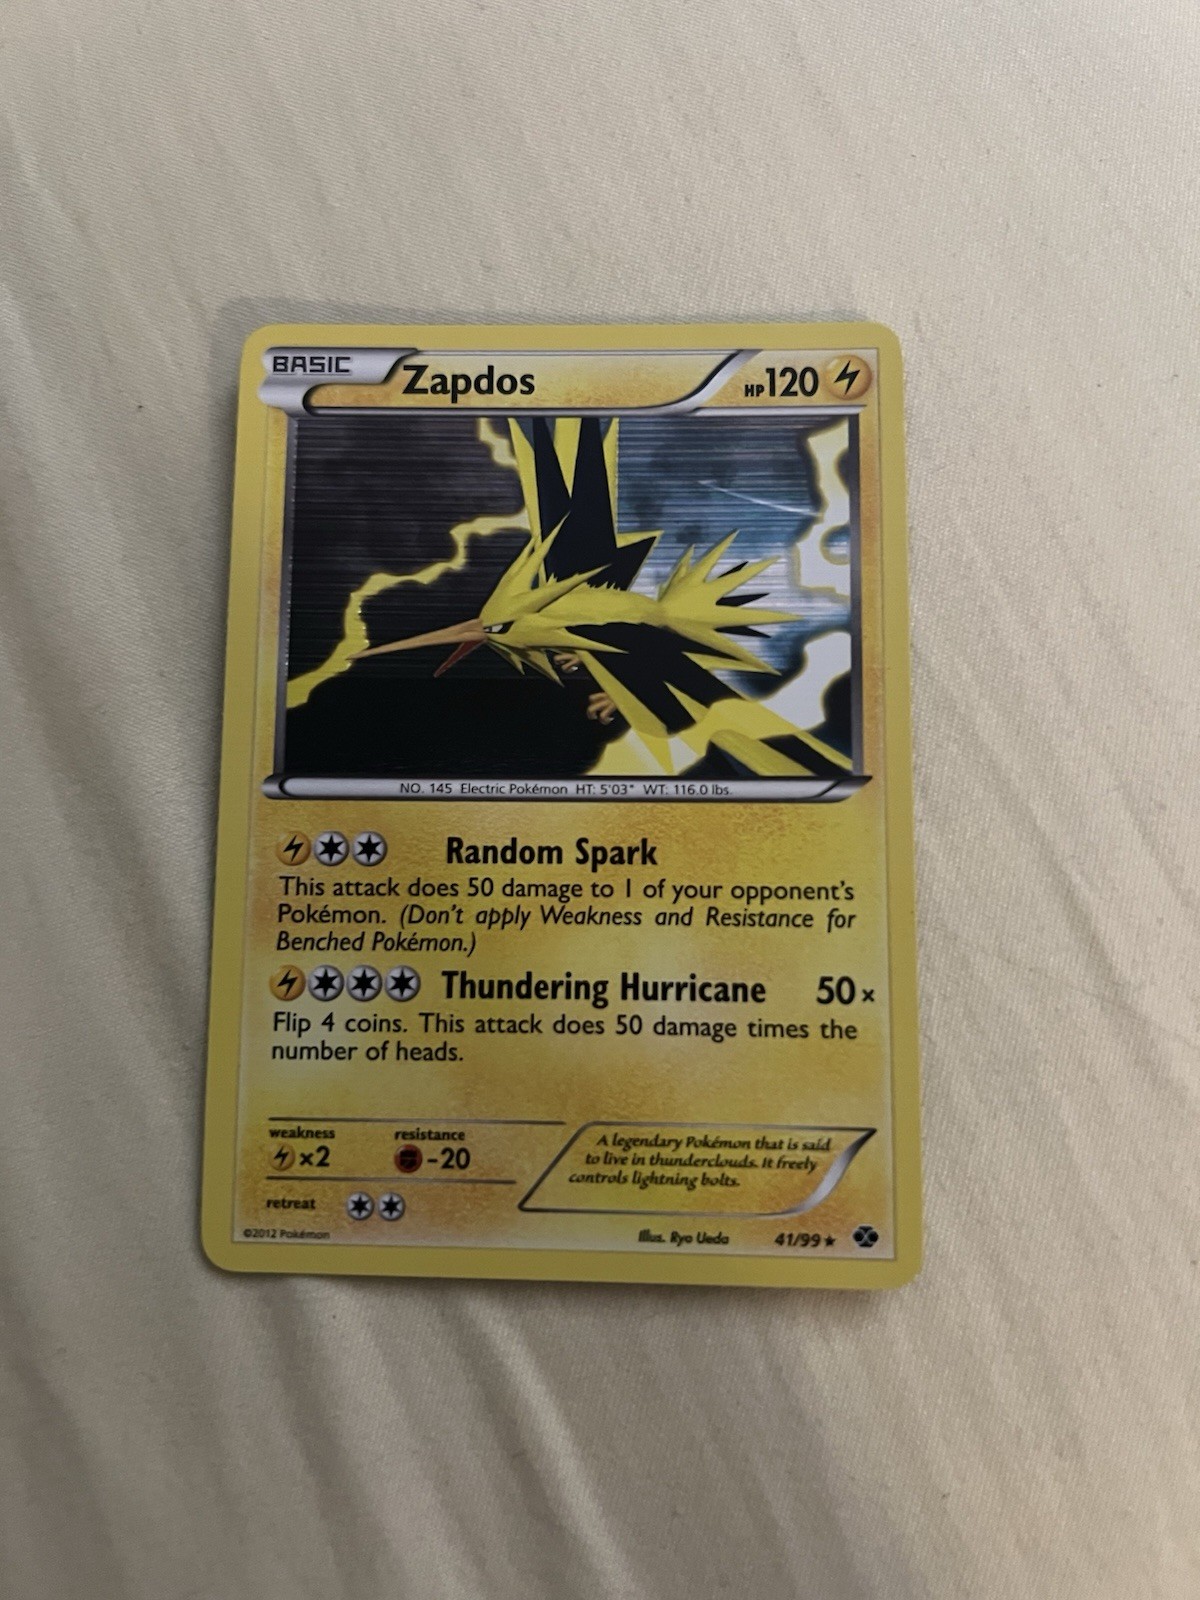 BASIC Zapdos HP120
NO. 145 Electric Pokémon HT: 5'03" WT: 116.0 lbs.
Random Spark
This attack does 50 damage to 1 of your opponent's
Pokémon. (Don't apply Weakness and Resistance for
Benched Pokémon.)
Thundering Hurricane 50×
Flip 4 coins. This attack does 50 damage times the
number of heads.
weakness resistance
×2 -20
retreat
A legendary Pokémon that is said
to live in thunderclouds. It freely
controls lightning bolts.
©2012 Pokémon Illus. Ryo Ueda 41/99★